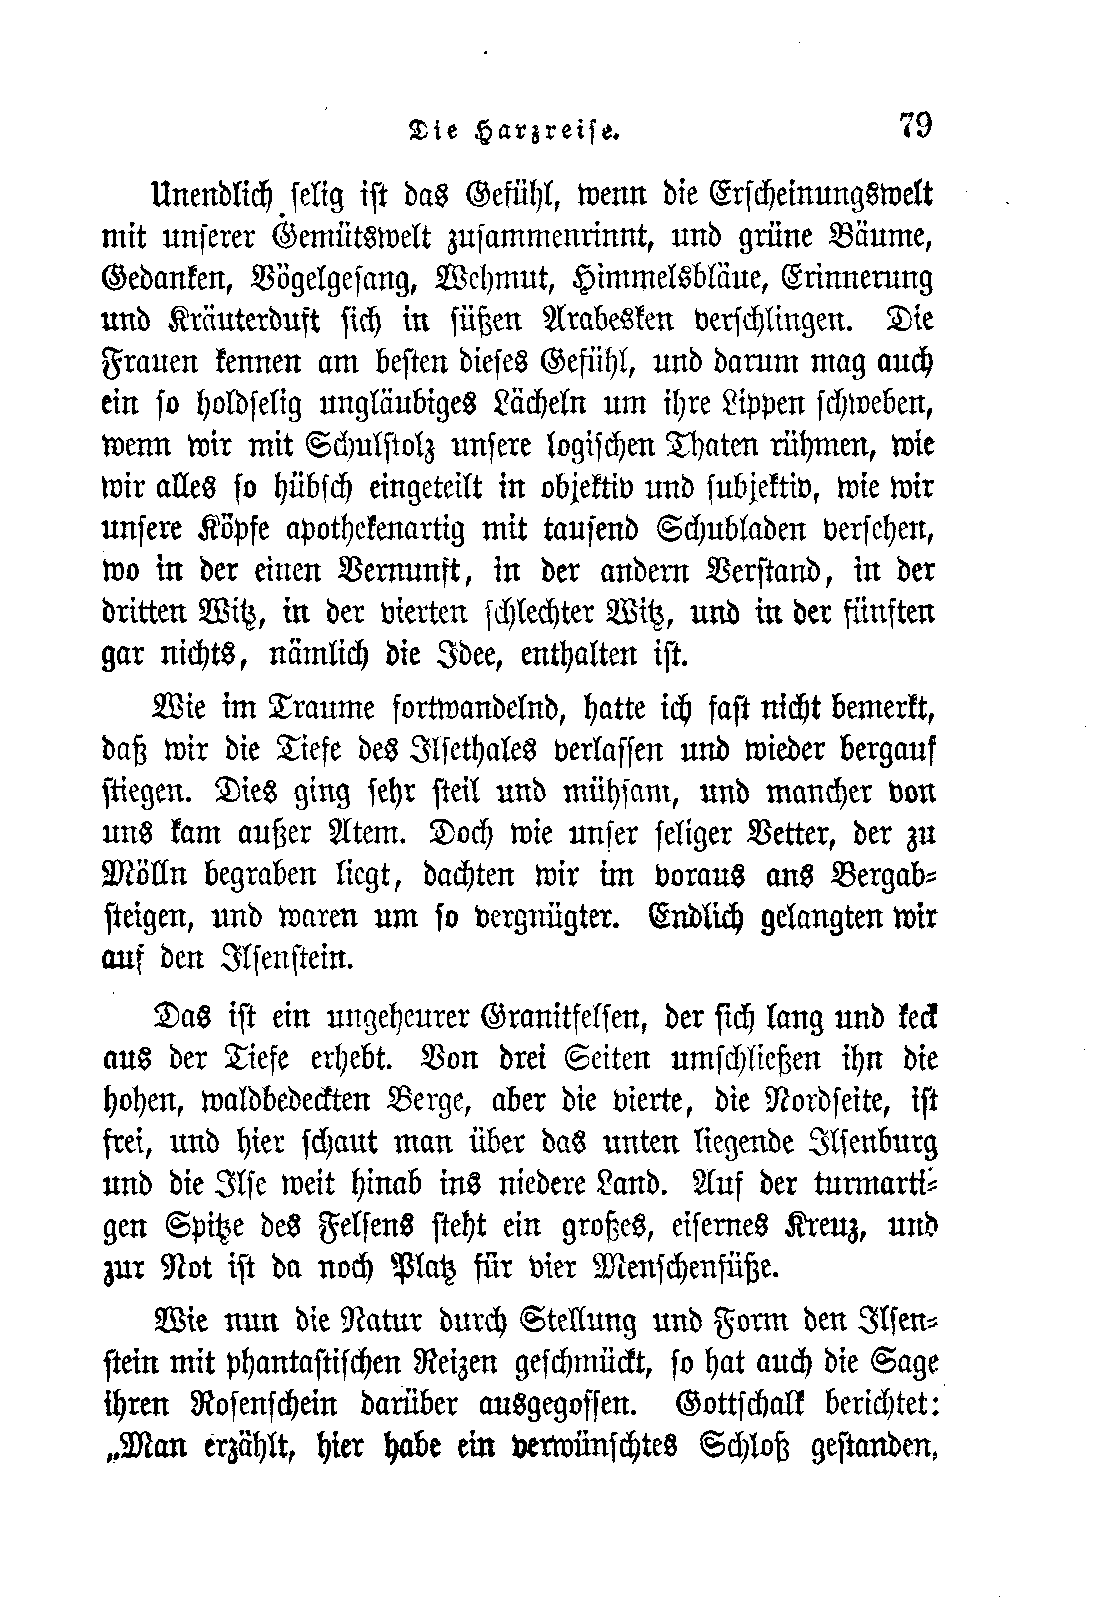 Die Harzreise. 79
Unendlich selig ist das Gefühl, wenn die Erscheinungswelt
mit unserer Gemütswelt zusammenrinnt, und grüne Bäume,
Gedanken, Vögelgesang, Wehmut, Himmelsbläue, Erinnerung
und Kräuterduft sich in süßen Arabesken verschlingen. Die
Frauen kennen am besten dieses Gefühl, und darum mag auch
ein so holdselig ungläubiges Lächeln um ihre Lippen schweben,
wenn wir mit Schulstolz unsere logischen Thaten rühmen, wie
wir alles so hübsch eingeteilt in objektiv und subjektiv, wie wir
unsere Köpfe apothekenartig mit tausend Schubladen versehen,
wo in der einen Vernunft, in der andern Verstand, in der
dritten Witz, in der vierten schlechter Witz, und in der fünften
gar nichts, nämlich die Idee, enthalten ist.
Wie im Traume fortwandelnd, hatte ich fast nicht bemerkt,
daß wir die Tiefe des Ilsethales verlassen und wieder bergauf
stiegen. Dies ging sehr steil und mühsam, und mancher von
uns kam außer Atem. Doch wie unser seliger Vetter, der zu
Mölln begraben liegt, dachten wir im voraus ans Bergab-
steigen, und waren um so vergnügter. Endlich gelangten wir
auf den Ilsenstein.
Das ist ein ungeheurer Granitfelsen, der sich lang und keck
aus der Tiefe erhebt. Von drei Seiten umschließen ihn die
hohen, waldbedeckten Berge, aber die vierte, die Nordseite, ist
frei, und hier schaut man über das unten liegende Ilsenburg
und die Ilse weit hinab ins niedere Land. Auf der turmarti-
gen Spitze des Felsens steht ein großes, eisernes Kreuz, und
zur Not ist da noch Platz für vier Menschenfüße.
Wie nun die Natur durch Stellung und Form den Ilsen-
stein mit phantastischen Reizen geschmückt, so hat auch die Sage
ihren Rosenschein darüber ausgegossen. Gottschalk berichtet:
„Man erzählt, hier habe ein verwünschtes Schloß gestanden,